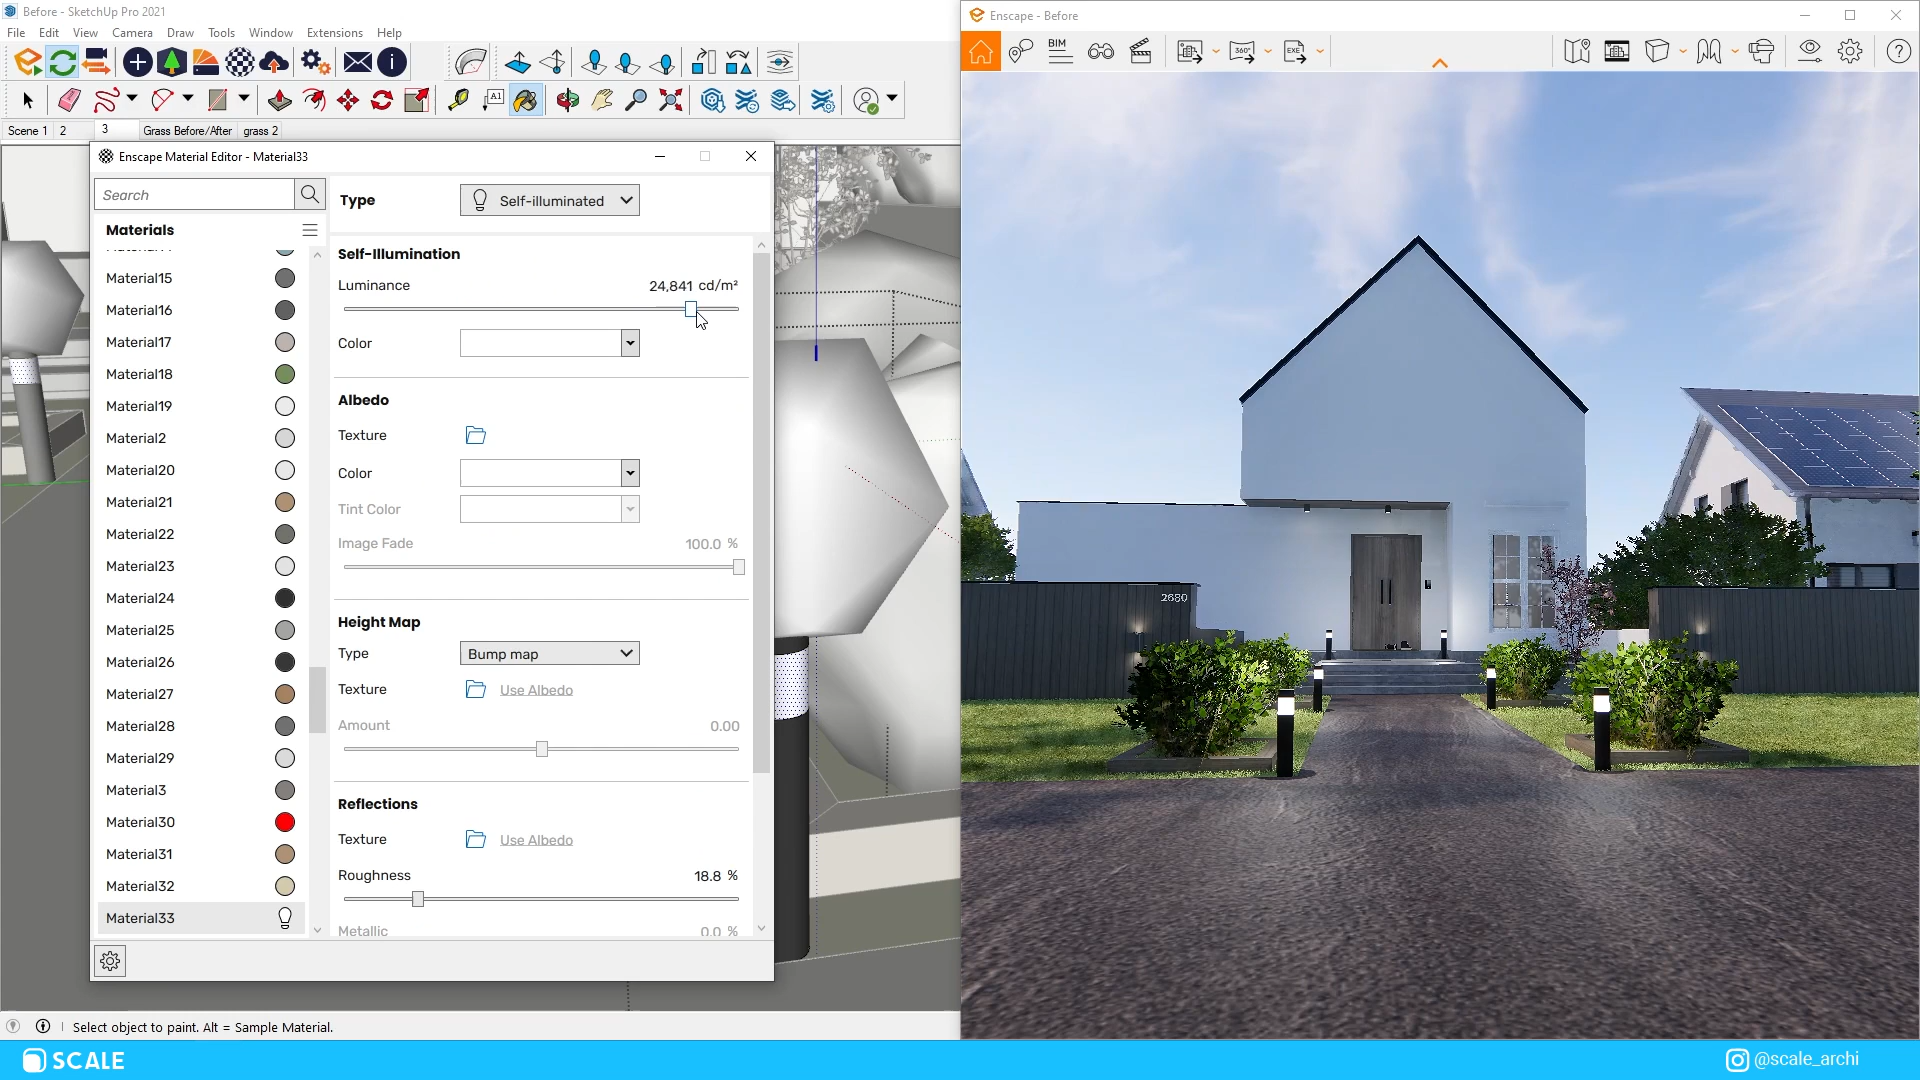 Before - SketchUp Pro 2021
File Edit View Camera Draw Tools Window Extensions Help
A1
Scene 1 2 3 Grass Before/After grass 2
Enscape Material Editor - Material33
Search
Materials
Material15
Material16
Material17
Material18
Material19
Material2
Material20
Material21
Material22
Material23
Material24
Material25
Material26
Material27
Material28
Material29
Material3
Material30
Material31
Material32
Material33
Type Self-illuminated
Self-Illumination
Luminance 24,841 cd/m²
Color
Albedo
Texture
Color
Tint Color
Image Fade 100.0 %
Height Map
Type Bump map
Texture Use Albedo
Amount 0.00
Reflections
Texture Use Albedo
Roughness 18.8 %
Metallic 0.0 %
Select object to paint. Alt = Sample Material.
Enscape - Before
BIM
360°
EXE
2680
SCALE
@scale_archi